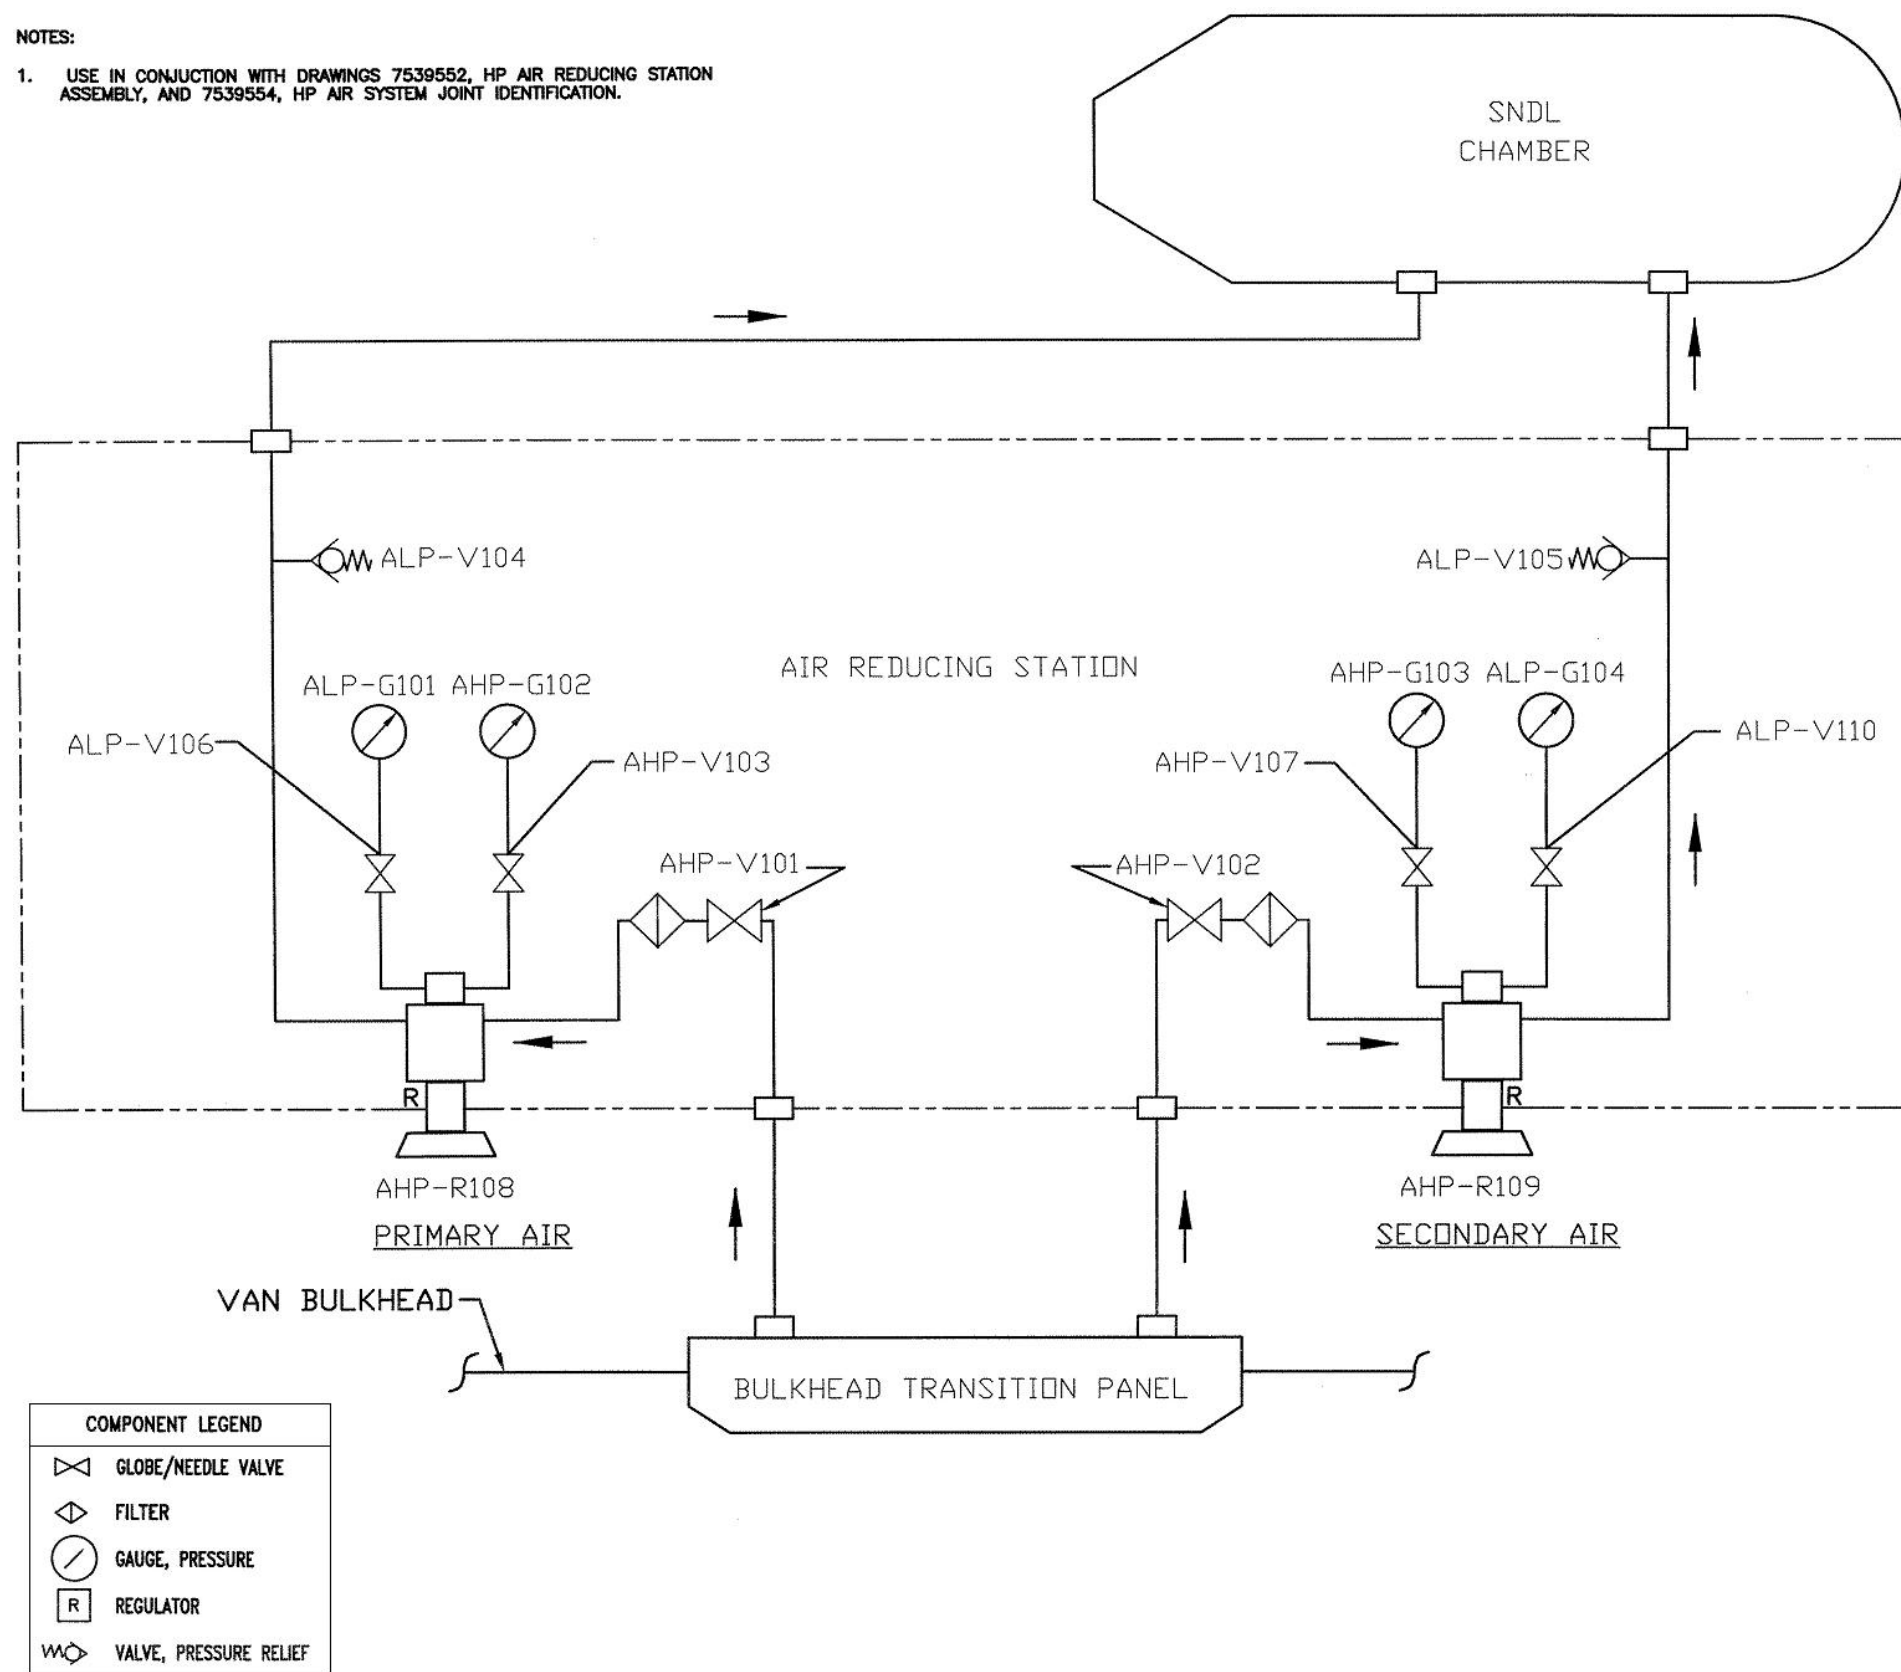 NOTES:
1. USE IN CONJUCTION WITH DRAWINGS 7539552, HP AIR REDUCING STATION
ASSEMBLY, AND 7539554, HP AIR SYSTEM JOINT IDENTIFICATION.
SNDL
CHAMBER
ALP-V104
ALP-V105
AIR REDUCING STATION
ALP-G101
AHP-G102
AHP-G103
ALP-G104
ALP-V106
AHP-V103
AHP-V107
ALP-V110
AHP-V101
AHP-V102
R
R
AHP-R108
PRIMARY AIR
AHP-R109
SECONDARY AIR
VAN BULKHEAD
BULKHEAD TRANSITION PANEL
COMPONENT LEGEND
GLOBE/NEEDLE VALVE
FILTER
GAUGE, PRESSURE
R REGULATOR
VALVE, PRESSURE RELIEF